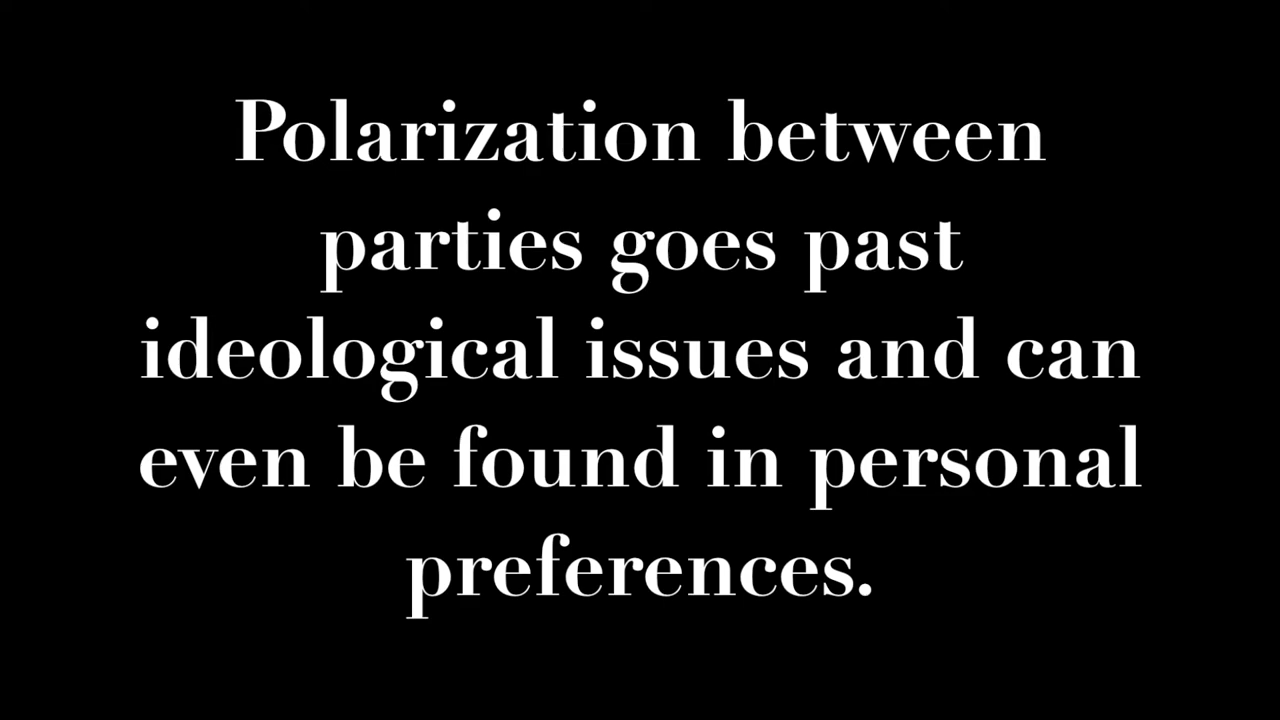 Polarization between
parties goes past
ideological issues and can
even be found in personal
preferences.